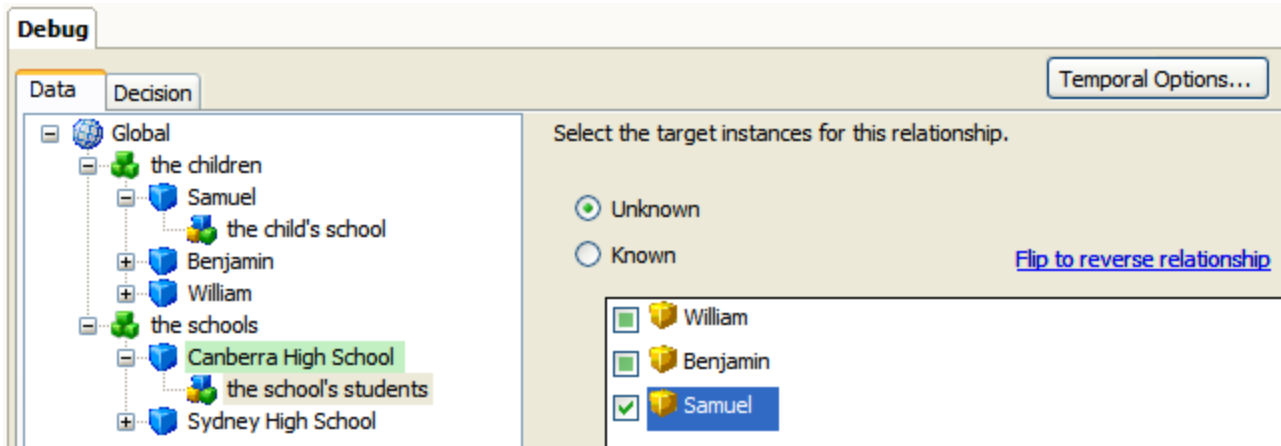 Debug
Data
Decision
Temporal Options...
Global
the children
Samuel
the child's school
Benjamin
William
the schools
Canberra High School
the school's students
Sydney High School
Select the target instances for this relationship.
Unknown
Known
Flip to reverse relationship
William
Benjamin
Samuel